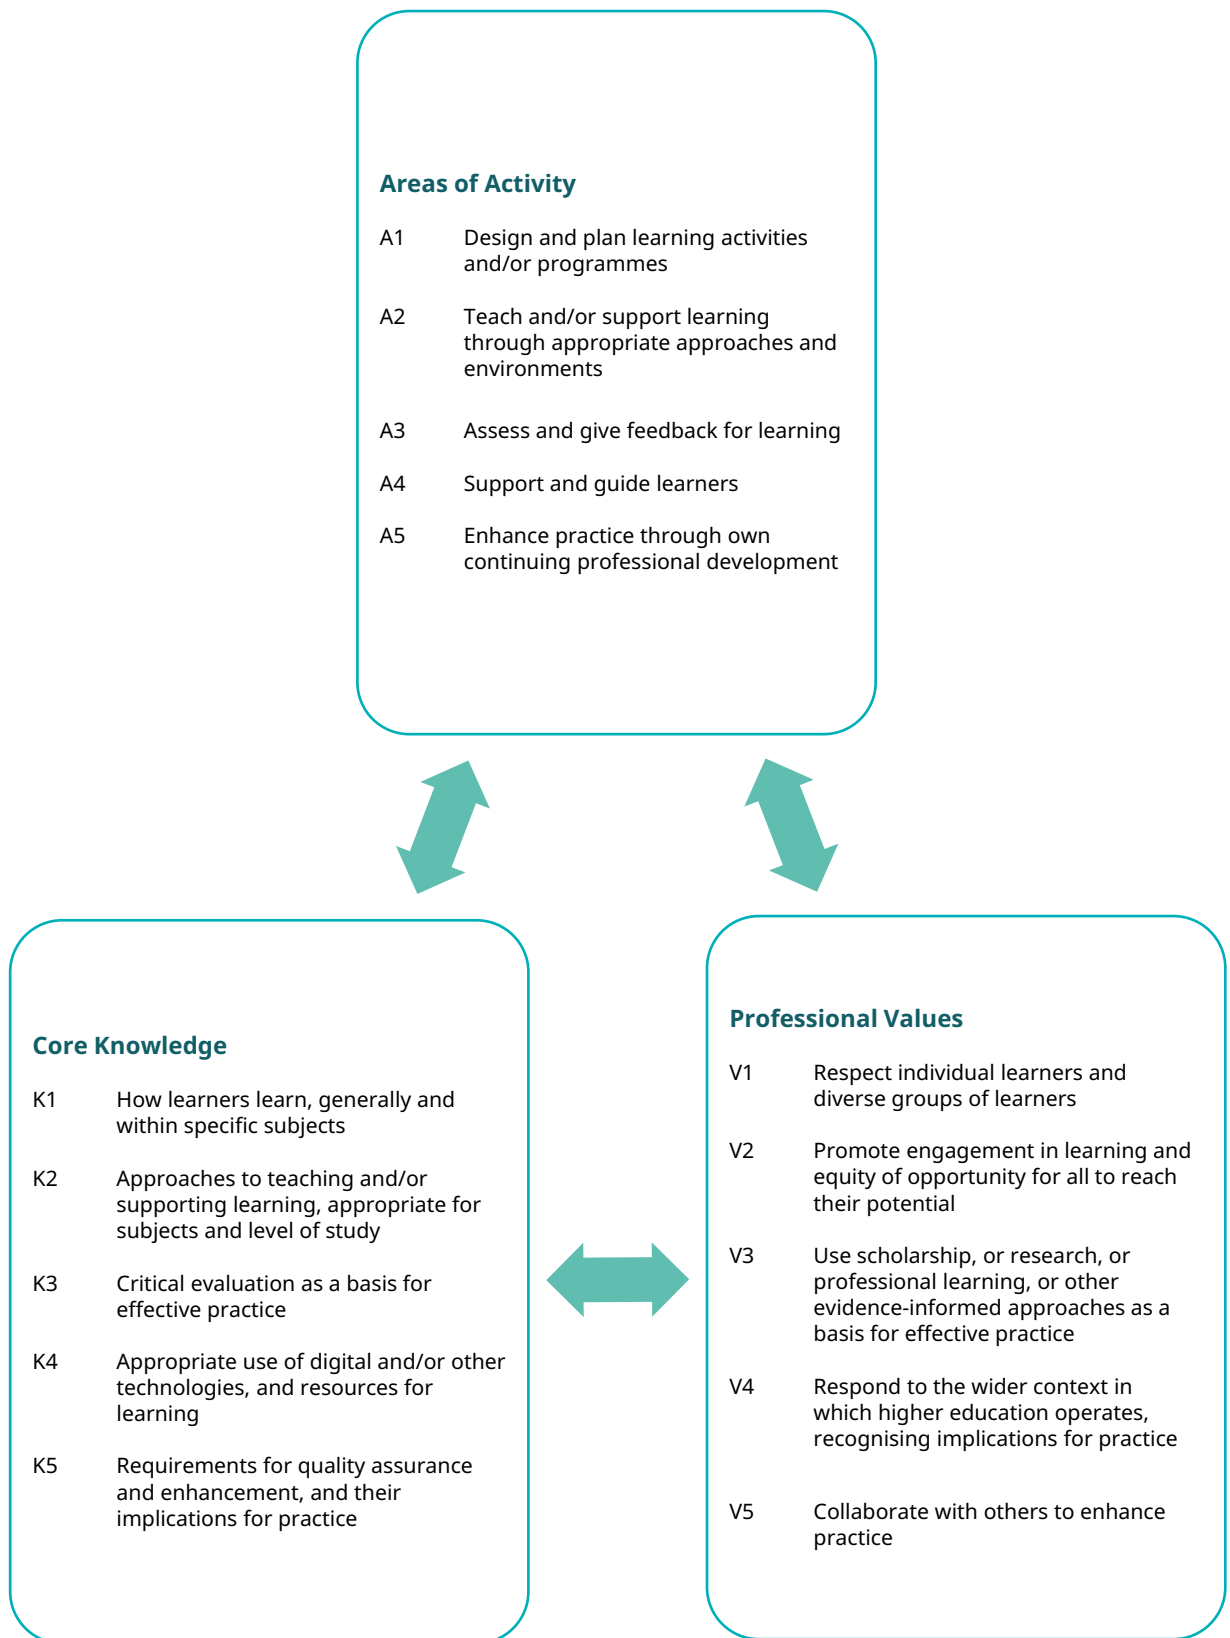 Areas of Activity
A1 Design and plan learning activities
and/or programmes
A2 Teach and/or support learning
through appropriate approaches and
environments
A3 Assess and give feedback for learning
A4 Support and guide learners
A5 Enhance practice through own
continuing professional development
Core Knowledge
K1 How learners learn, generally and
within specific subjects
K2 Approaches to teaching and/or
supporting learning, appropriate for
subjects and level of study
K3 Critical evaluation as a basis for
effective practice
K4 Appropriate use of digital and/or other
technologies, and resources for
learning
K5 Requirements for quality assurance
and enhancement, and their
implications for practice
Professional Values
V1 Respect individual learners and
diverse groups of learners
V2 Promote engagement in learning and
equity of opportunity for all to reach
their potential
V3 Use scholarship, or research, or
professional learning, or other
evidence-informed approaches as a
basis for effective practice
V4 Respond to the wider context in
which higher education operates,
recognising implications for practice
V5 Collaborate with others to enhance
practice